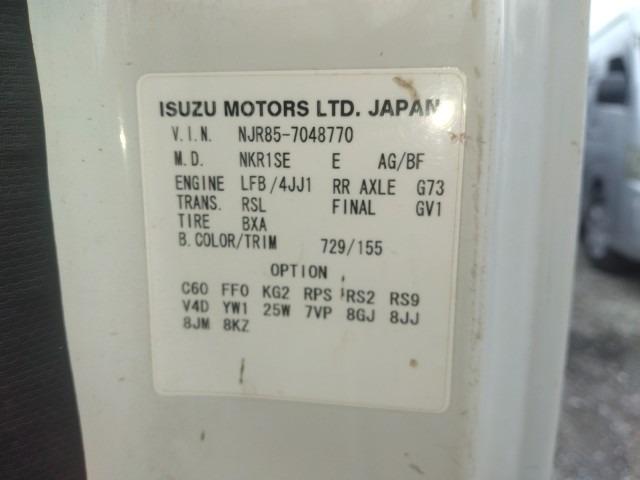 ISUZU MOTORS LTD. JAPAN
V.I.N. NJR85-7048770
M.D. NKR1SE E AG/BF
ENGINE LFB/4JJ1 RR AXLE G73
TRANS. RSL FINAL GV1
TIRE BXA
B.COLOR/TRIM 729/155
OPTION
C60 FF0 KG2 RPS RS2 RS9
V4D YW1 25W 7VP 8GJ 8JJ
8JM 8KZ